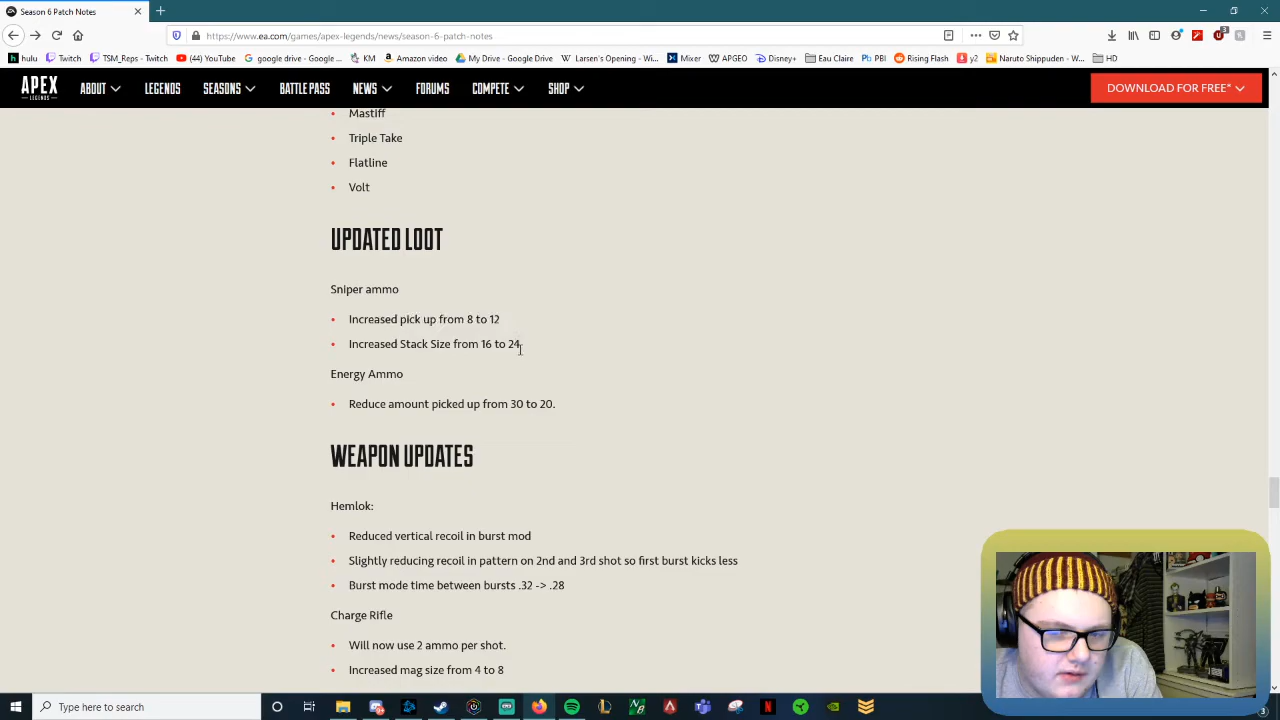 Season 6 Patch Notes
https://www.ea.com/games/apex-legends/news/season-6-patch-notes
hulu Twitch TSM_Reps - Twitch (44) YouTube google drive - Google ... KM Amazon video My Drive - Google Dri... Larsen's Opening - Wi... Mixer APGEO Disney+ Eau Claire PBI Rising Flash y2 Naruto Shippuden - ... HD
APEX LEGENDS ABOUT LEGENDS SEASONS BATTLE PASS NEWS FORUMS COMPETE SHOP DOWNLOAD FOR FREE*
Mastiff
Triple Take
Flatline
Volt
UPDATED LOOT
Sniper ammo
Increased pick up from 8 to 12
Increased Stack Size from 16 to 24
Energy Ammo
Reduce amount picked up from 30 to 20.
WEAPON UPDATES
Hemlok:
Reduced vertical recoil in burst mod
Slightly reducing recoil in pattern on 2nd and 3rd shot so first burst kicks less
Burst mode time between bursts .32 -> .28
Charge Rifle
Will now use 2 ammo per shot.
Increased mag size from 4 to 8
Type here to search